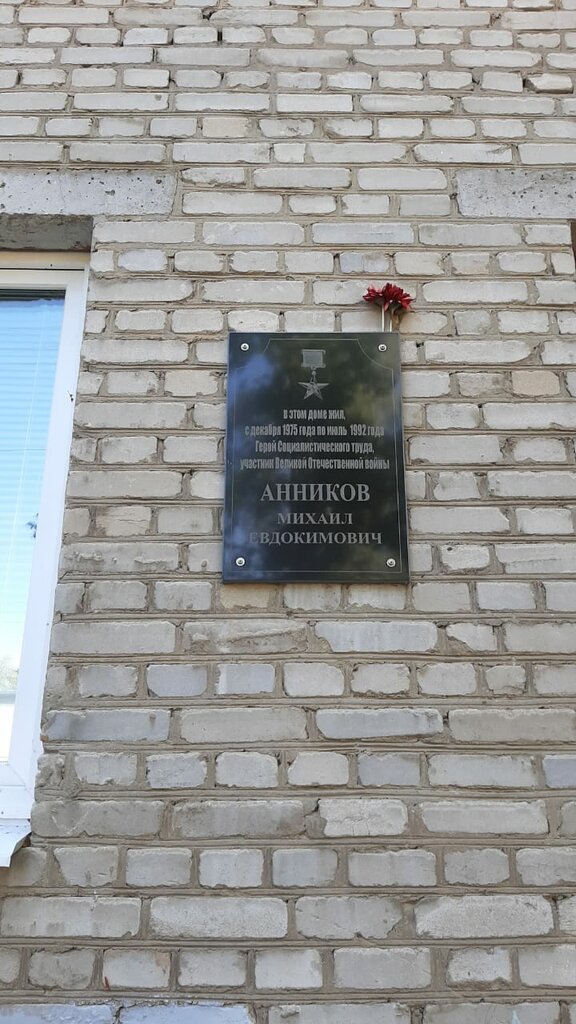 в этом доме жил,
с декабря 1975 года по июль 1992 года
Герой Социалистического труда,
участник Великой Отечественной войны
АННИКОВ
МИХАИЛ
ЕВДОКИМОВИЧ